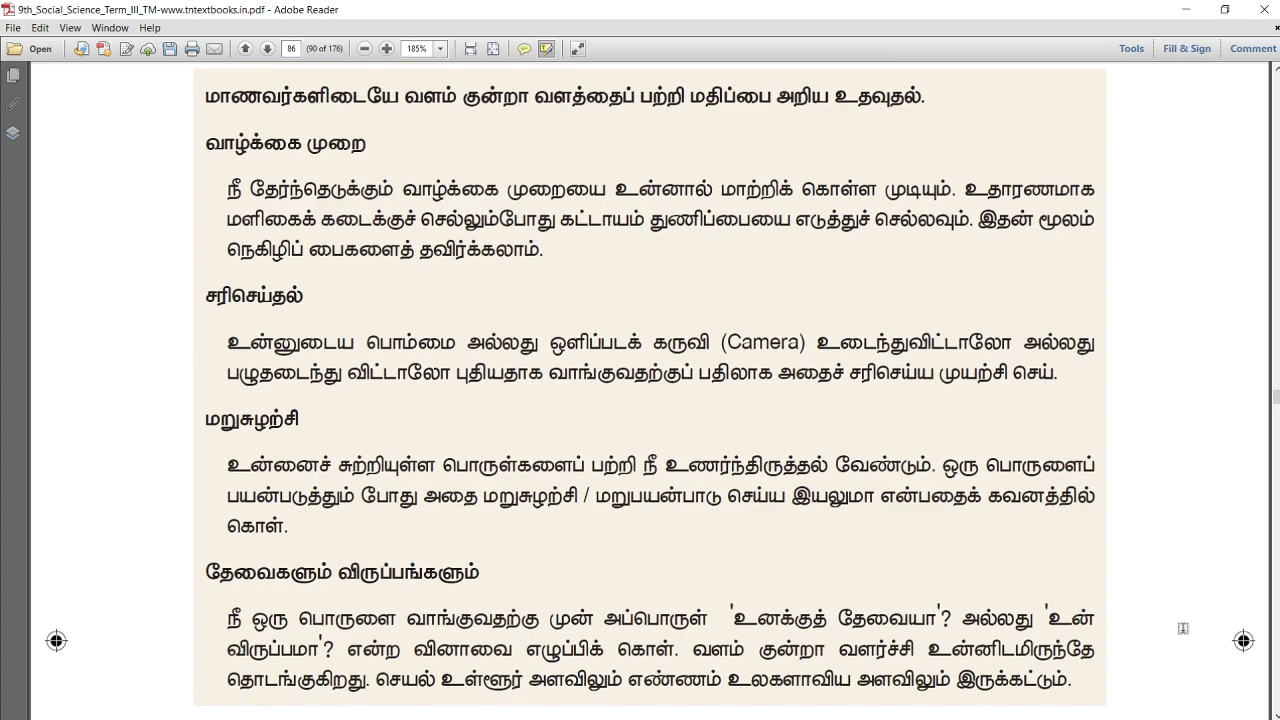 9th_Social_Science_Term_III_TM-www.tntextbooks.in.pdf - Adobe Reader
File Edit View Window Help
Open 86 (90 of 176) 185% Tools Fill & Sign Comment
மாணவர்களிடையே வளம் குன்றா வளத்தைப் பற்றி மதிப்பை அறிய உதவுதல்.
வாழ்க்கை முறை
நீ தேர்ந்தெடுக்கும் வாழ்க்கை முறையை உன்னால் மாற்றிக் கொள்ள முடியும். உதாரணமாக
மளிகைக் கடைக்குச் செல்லும்போது கட்டாயம் துணிப்பையை எடுத்துச் செல்லவும். இதன் மூலம்
நெகிழிப் பைகளைத் தவிர்க்கலாம்.
சரிசெய்தல்
உன்னுடைய பொம்மை அல்லது ஒளிப்படக் கருவி (Camera) உடைந்துவிட்டாலோ அல்லது
பழுதடைந்து விட்டாலோ புதியதாக வாங்குவதற்குப் பதிலாக அதைச் சரிசெய்ய முயற்சி செய்.
மறுசுழற்சி
உன்னைச் சுற்றியுள்ள பொருள்களைப் பற்றி நீ உணர்ந்திருத்தல் வேண்டும். ஒரு பொருளைப்
பயன்படுத்தும் போது அதை மறுசுழற்சி / மறுபயன்பாடு செய்ய இயலுமா என்பதைக் கவனத்தில்
கொள்.
தேவைகளும் விருப்பங்களும்
நீ ஒரு பொருளை வாங்குவதற்கு முன் அப்பொருள் 'உனக்குத் தேவையா'? அல்லது 'உன்
விருப்பமா'? என்ற வினாவை எழுப்பிக் கொள். வளம் குன்றா வளர்ச்சி உன்னிடமிருந்தே
தொடங்குகிறது. செயல் உள்ளூர் அளவிலும் எண்ணம் உலகளாவிய அளவிலும் இருக்கட்டும்.